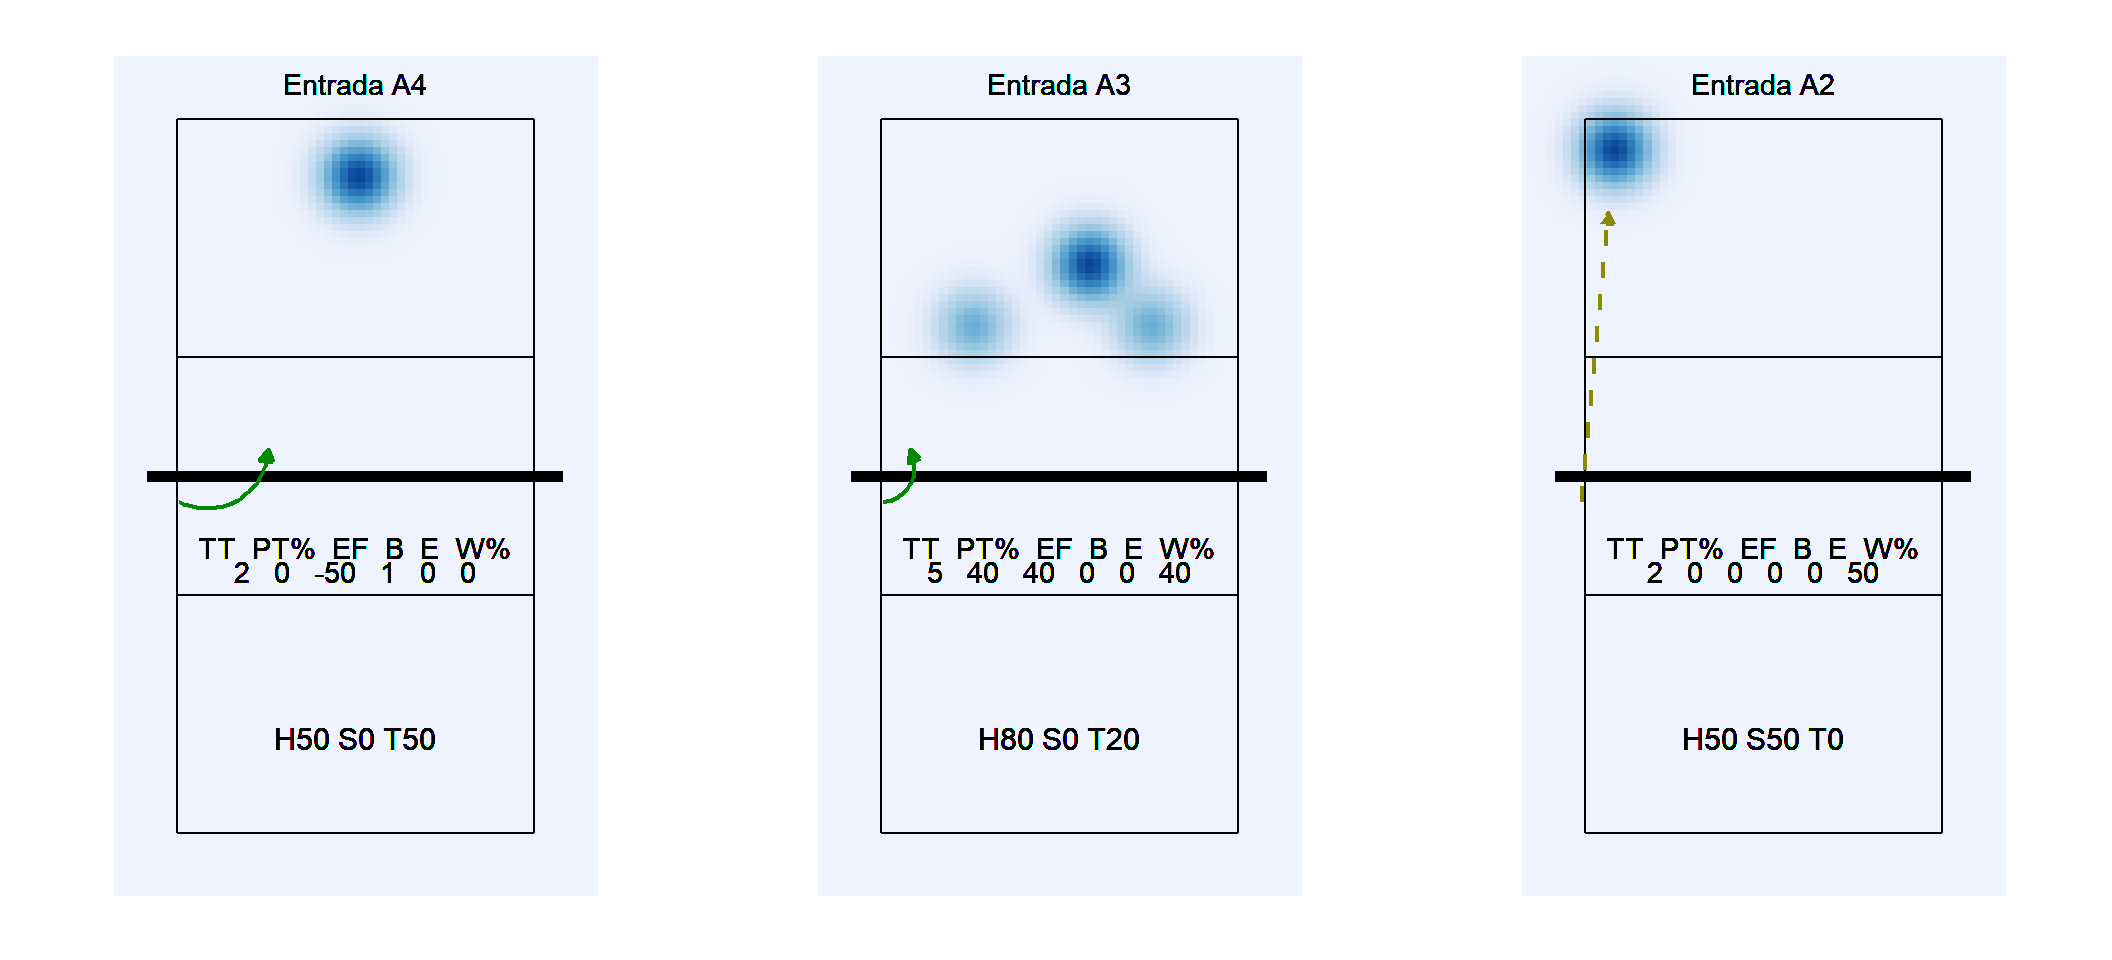 Entrada A4
TT PT% EF B E W%
2 0 -50 1 0 0
H50 S0 T50
Entrada A3
TT PT% EF B E W%
5 40 40 0 0 40
H80 S0 T20
Entrada A2
TT PT% EF B E W%
2 0 0 0 0 50
H50 S50 T0